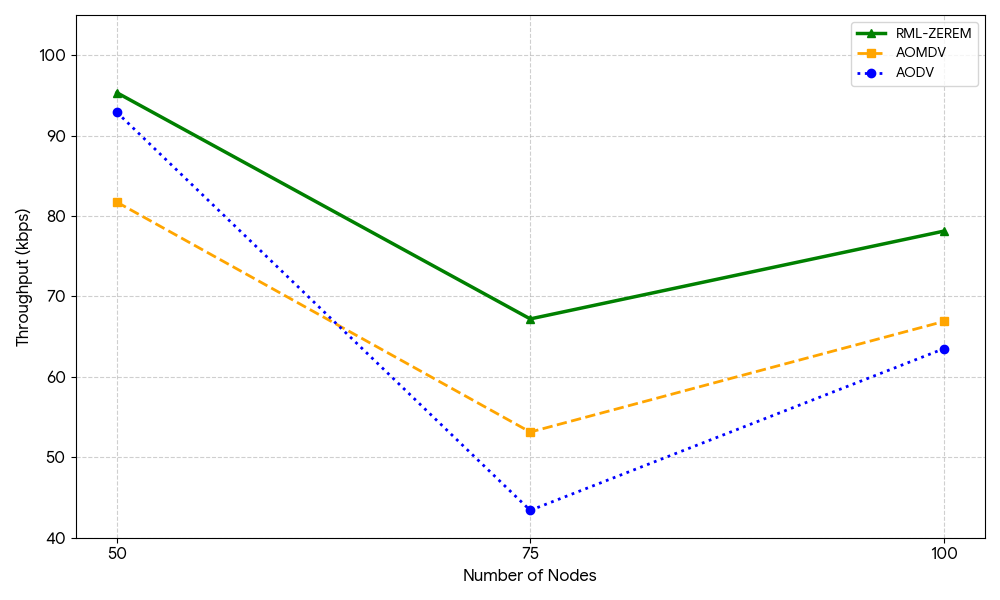 RML-ZEREM
AOMDV
AODV
Throughput (kbps)
100
90
80
70
60
50
40
50 75 100
Number of Nodes